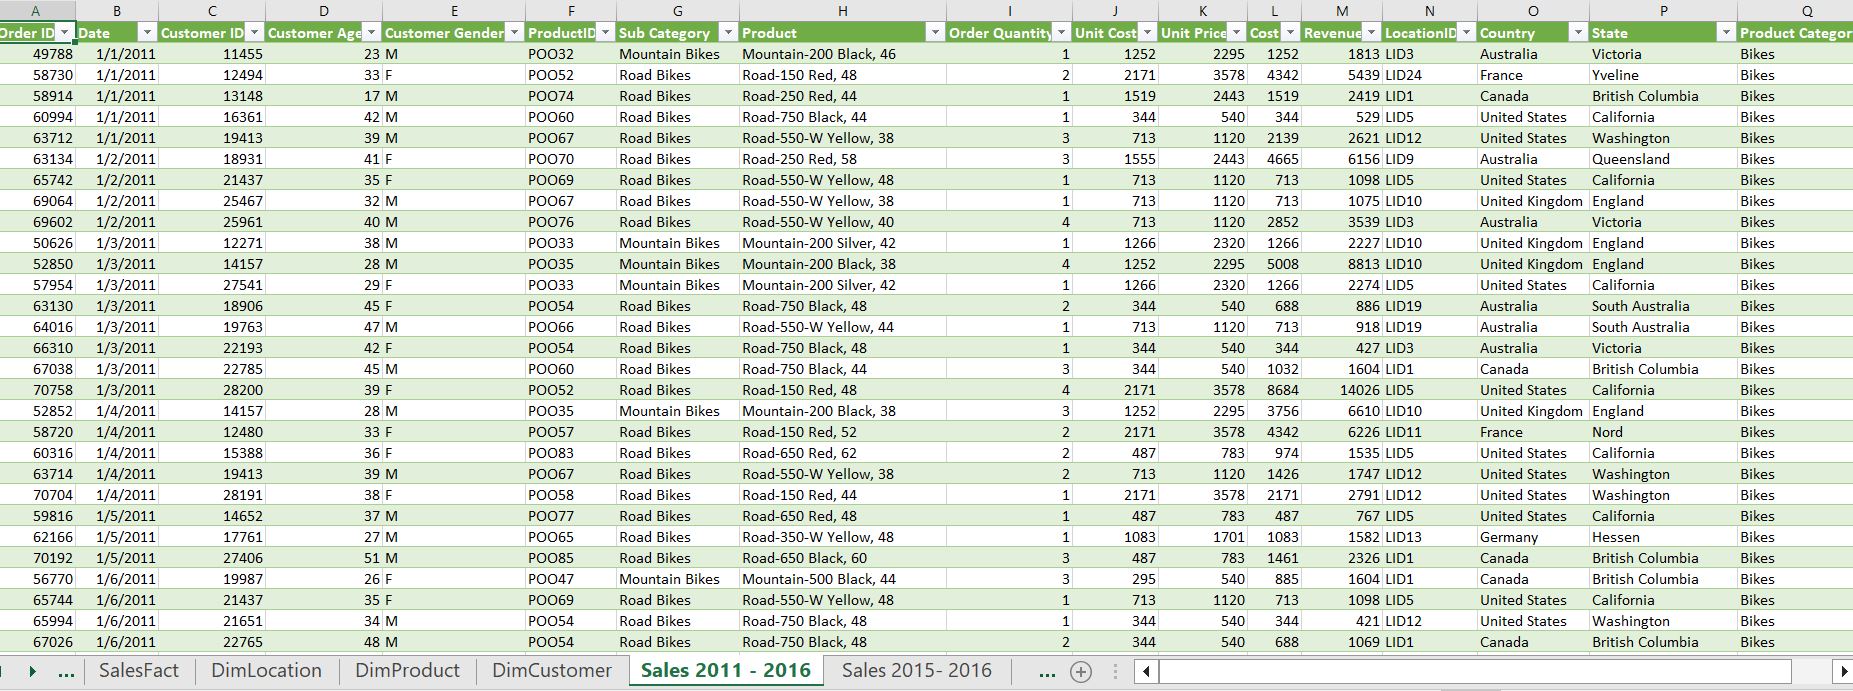 A B C D E F G H I J K L M N O P Q
Order ID Date Customer ID Customer Age Customer Gender ProductID Sub Category Product Order Quantity Unit Cost Unit Price Cost Revenue LocationID Country State Product Categor
49788 1/1/2011 11455 23 M POO32 Mountain Bikes Mountain-200 Black, 46 1 1252 2295 1252 1813 LID3 Australia Victoria Bikes
58730 1/1/2011 12494 33 F POO52 Road Bikes Road-150 Red, 48 2 2171 3578 4342 5439 LID24 France Yveline Bikes
58914 1/1/2011 13148 17 M POO74 Road Bikes Road-250 Red, 44 1 1519 2443 1519 2419 LID1 Canada British Columbia Bikes
60994 1/1/2011 16361 42 M POO60 Road Bikes Road-750 Black, 44 1 344 540 344 529 LID5 United States California Bikes
63712 1/1/2011 19413 39 M POO67 Road Bikes Road-550-W Yellow, 38 3 713 1120 2139 2621 LID12 United States Washington Bikes
63134 1/2/2011 18931 41 F POO70 Road Bikes Road-250 Red, 58 3 1555 2443 4665 6156 LID9 Australia Queensland Bikes
65742 1/2/2011 21437 35 F POO69 Road Bikes Road-550-W Yellow, 48 1 713 1120 713 1098 LID5 United States California Bikes
69064 1/2/2011 25467 32 M POO67 Road Bikes Road-550-W Yellow, 38 1 713 1120 713 1075 LID10 United Kingdom England Bikes
69602 1/2/2011 25961 40 M POO76 Road Bikes Road-550-W Yellow, 40 4 713 1120 2852 3539 LID3 Australia Victoria Bikes
50626 1/3/2011 12271 38 M POO33 Mountain Bikes Mountain-200 Silver, 42 1 1266 2320 1266 2227 LID10 United Kingdom England Bikes
52850 1/3/2011 14157 28 M POO35 Mountain Bikes Mountain-200 Black, 38 4 1252 2295 5008 8813 LID10 United Kingdom England Bikes
57954 1/3/2011 27541 29 F POO33 Mountain Bikes Mountain-200 Silver, 42 1 1266 2320 1266 2274 LID5 United States California Bikes
63130 1/3/2011 18906 45 F POO54 Road Bikes Road-750 Black, 48 2 344 540 688 886 LID19 Australia South Australia Bikes
64016 1/3/2011 19763 47 M POO66 Road Bikes Road-550-W Yellow, 44 1 713 1120 713 918 LID19 Australia South Australia Bikes
66310 1/3/2011 22193 42 F POO54 Road Bikes Road-750 Black, 48 1 344 540 344 427 LID3 Australia Victoria Bikes
67038 1/3/2011 22785 45 M POO60 Road Bikes Road-750 Black, 44 3 344 540 1032 1604 LID1 Canada British Columbia Bikes
70758 1/3/2011 28200 39 F POO52 Road Bikes Road-150 Red, 48 4 2171 3578 8684 14026 LID5 United States California Bikes
52852 1/4/2011 14157 28 M POO35 Mountain Bikes Mountain-200 Black, 38 3 1252 2295 3756 6610 LID10 United Kingdom England Bikes
58720 1/4/2011 12480 33 F POO57 Road Bikes Road-150 Red, 52 2 2171 3578 4342 6226 LID11 France Nord Bikes
60316 1/4/2011 15388 36 F POO83 Road Bikes Road-650 Red, 62 2 487 783 974 1535 LID5 United States California Bikes
63714 1/4/2011 19413 39 M POO67 Road Bikes Road-550-W Yellow, 38 2 713 1120 1426 1747 LID12 United States Washington Bikes
70704 1/4/2011 28191 38 F POO58 Road Bikes Road-150 Red, 44 1 2171 3578 2171 2791 LID12 United States Washington Bikes
59816 1/5/2011 14652 37 M POO77 Road Bikes Road-650 Red, 48 1 487 783 487 767 LID5 United States California Bikes
62166 1/5/2011 17761 27 M POO65 Road Bikes Road-350-W Yellow, 48 1 1083 1701 1083 1582 LID13 Germany Hessen Bikes
70192 1/5/2011 27406 51 M POO85 Road Bikes Road-650 Black, 60 3 487 783 1461 2326 LID1 Canada British Columbia Bikes
56770 1/6/2011 19987 26 F POO47 Mountain Bikes Mountain-500 Black, 44 3 295 540 885 1604 LID1 Canada British Columbia Bikes
65744 1/6/2011 21437 35 F POO69 Road Bikes Road-550-W Yellow, 48 1 713 1120 713 1098 LID5 United States California Bikes
65994 1/6/2011 21651 34 M POO54 Road Bikes Road-750 Black, 48 1 344 540 344 421 LID12 United States Washington Bikes
67026 1/6/2011 22765 48 M POO54 Road Bikes Road-750 Black, 48 2 344 540 688 1069 LID1 Canada British Columbia Bikes
... SalesFact DimLocation DimProduct DimCustomer Sales 2011 - 2016 Sales 2015- 2016 ...